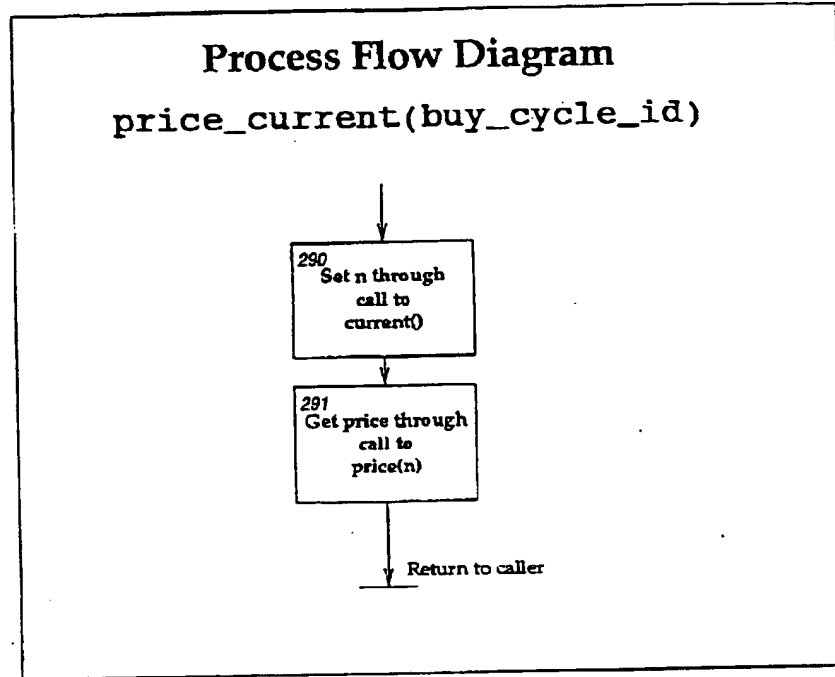 Process Flow Diagram
price_current(buy_cycle_id)
290
Set n through
call to
current()
291
Get price through
call to
price(n)
Return to caller